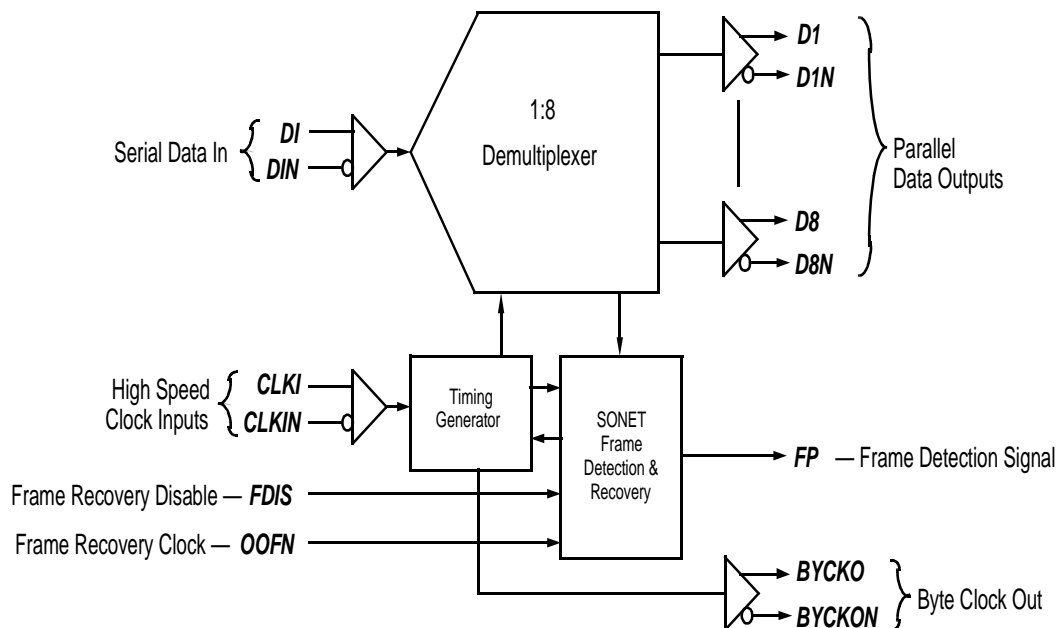 D1
D1N
1:8
Demultiplexer
Serial Data In
DI
DIN
Parallel
Data Outputs
D8
D8N
High Speed
Clock Inputs
CLKI
CLKIN
Timing
Generator
SONET
Frame
Detection &
Recovery
FP — Frame Detection Signal
Frame Recovery Disable — FDIS
Frame Recovery Clock — OOFN
BYCKO
BYCKON
Byte Clock Out